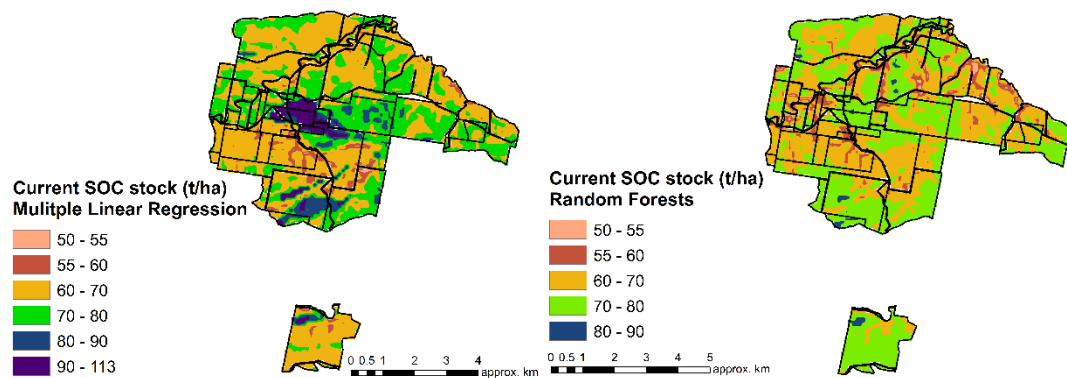 Current SOC stock (t/ha)
Mulitple Linear Regression
50 - 55
55 - 60
60 - 70
70 - 80
80 - 90
90 - 113
0 0.5 1 2 3 4
approx. km
Current SOC stock (t/ha)
Random Forests
50 - 55
55 - 60
60 - 70
70 - 80
80 - 90
0 0.5 1 2 3 4 5
approx. km